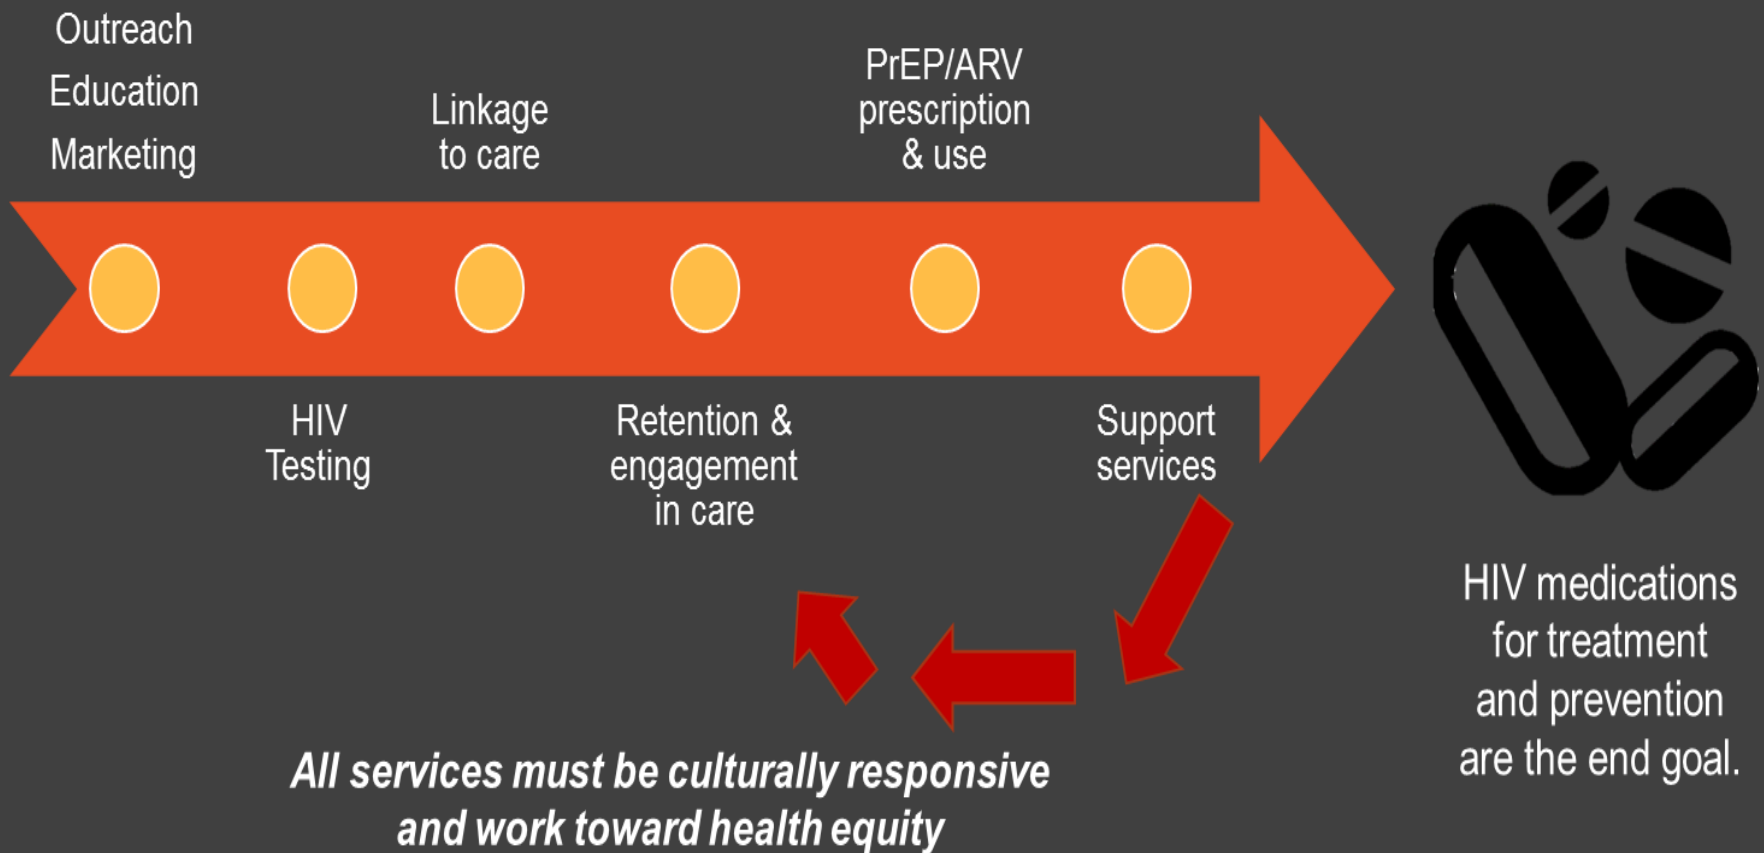 Outreach
Education
Marketing
HIV
Testing
Linkage
to care
Retention &
engagement
in care
PrEP/ARV
prescription
& use
Support
services
HIV medications
for treatment
and prevention
are the end goal.
All services must be culturally responsive
and work toward health equity